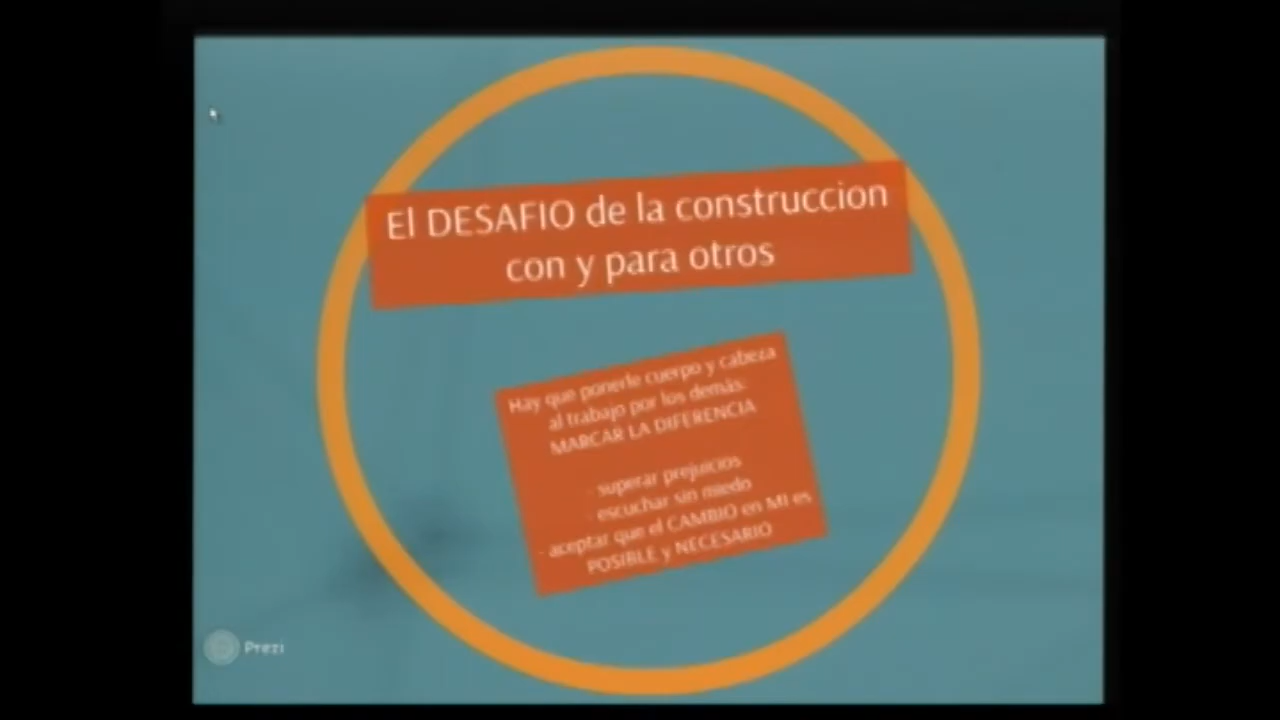 El DESAFIO de la construccion
con y para otros
Hay que ponerle cuerpo y cabeza
al trabajo por los demás:
MARCAR LA DIFERENCIA
- superar prejuicios
- escuchar sin miedo
- aceptar que el CAMBIO en MI es
POSIBLE y NECESARIO
Prezi